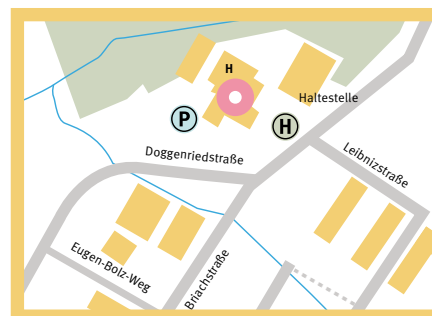 H
Haltestelle
P
H
Doggenriedstraße
Leibnizstraße
Eugen-Bolz-Weg
Briachstraße